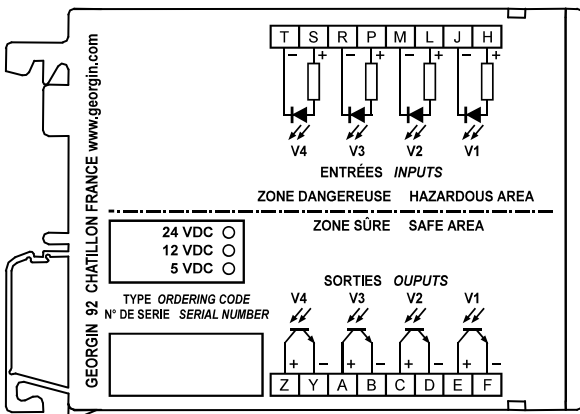 GEORGIN 92 CHATILLON FRANCE www.georgin.com
T S R P M L J H
− + − + − + − +
V4 V3 V2 V1
ENTRÉES INPUTS
ZONE DANGEREUSE HAZARDOUS AREA
ZONE SÛRE SAFE AREA
24 VDC
12 VDC
5 VDC
TYPE ORDERING CODE
N° DE SERIE SERIAL NUMBER
SORTIES OUPUTS
V4 V3 V2 V1
+ − + − + − + −
Z Y A B C D E F